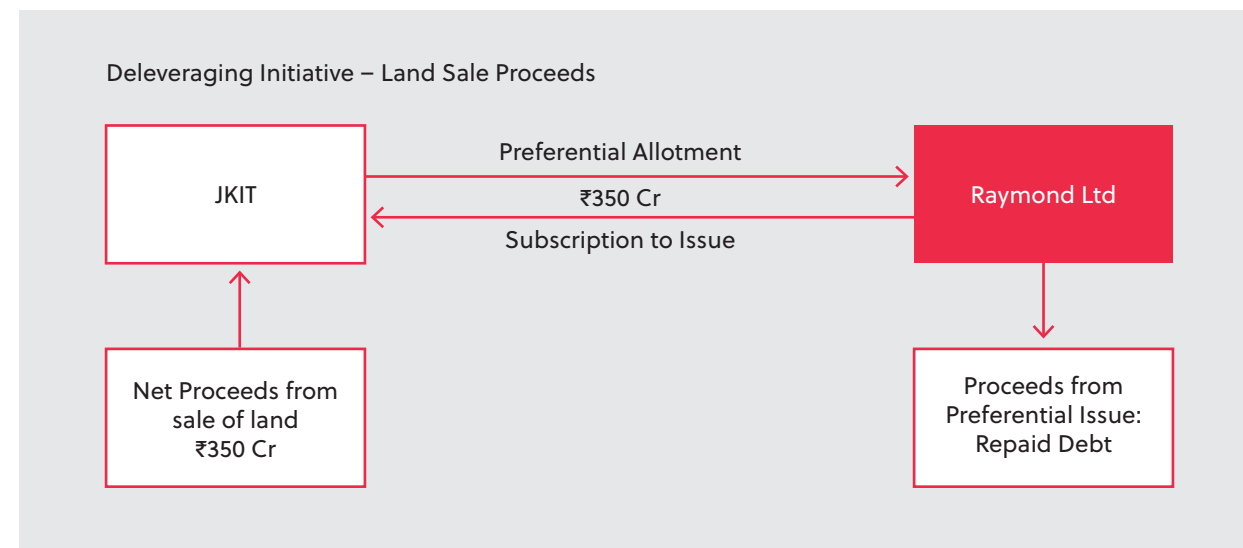 Deleveraging Initiative – Land Sale Proceeds
JKIT
Preferential Allotment
₹350 Cr
Subscription to Issue
Raymond Ltd
Net Proceeds from
sale of land
₹350 Cr
Proceeds from
Preferential Issue:
Repaid Debt